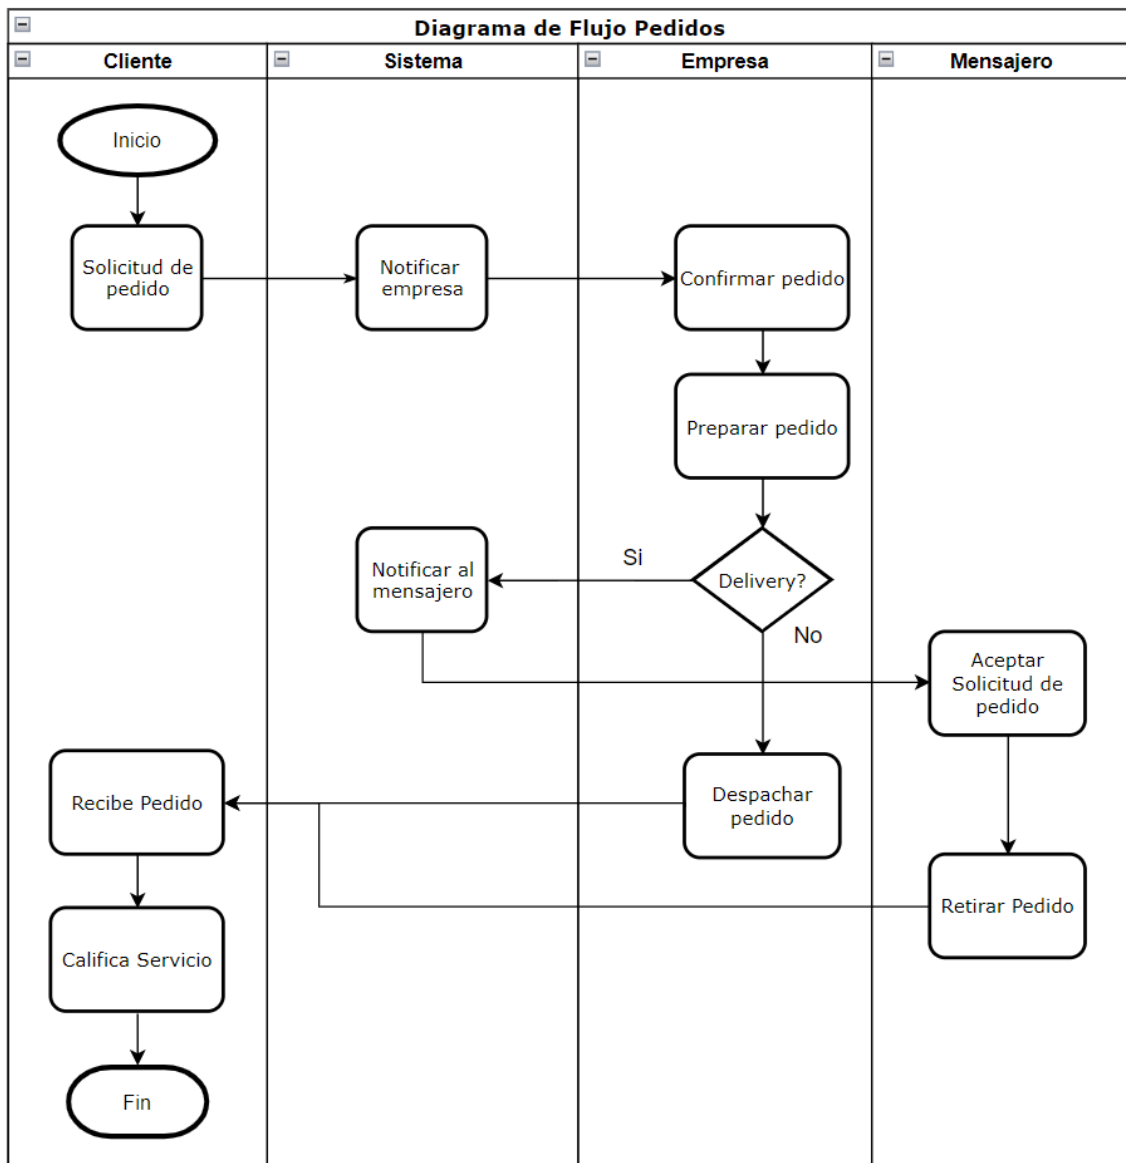 Diagrama de Flujo Pedidos
Cliente
Sistema
Empresa
Mensajero
Inicio
Solicitud de
pedido
Notificar
empresa
Confirmar pedido
Preparar pedido
Delivery?
Si
No
Notificar al
mensajero
Aceptar
Solicitud de
pedido
Despachar
pedido
Recibe Pedido
Retirar Pedido
Califica Servicio
Fin